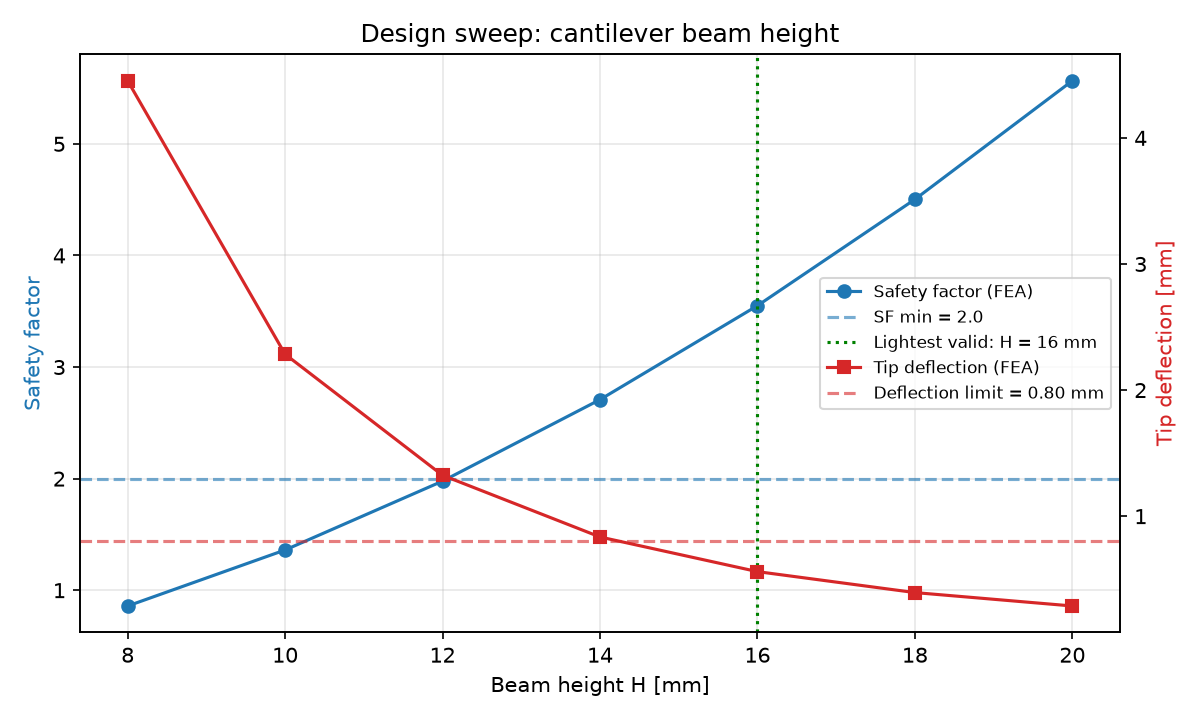 Design sweep: cantilever beam height
Safety factor
5
4
3
2
1
Safety factor (FEA)
SF min = 2.0
Lightest valid: H = 16 mm
Tip deflection (FEA)
Deflection limit = 0.80 mm
4
3
2
1
Tip deflection [mm]
8 10 12 14 16 18 20
Beam height H [mm]